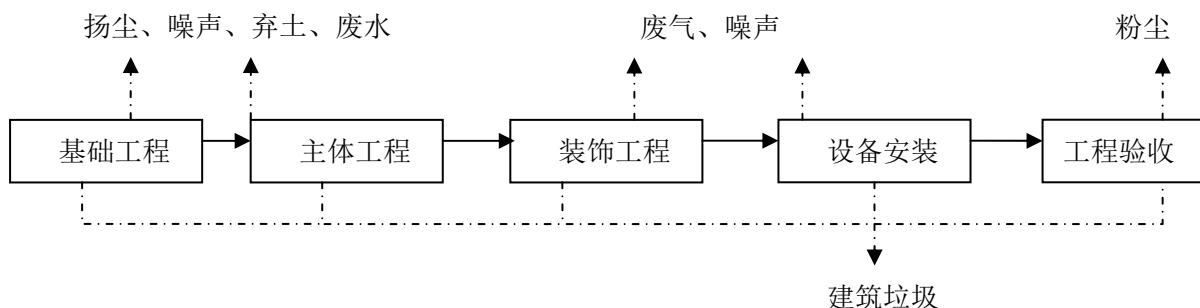 扬尘、噪声、弃土、废水
废气、噪声
粉尘
基础工程
主体工程
装饰工程
设备安装
工程验收
建筑垃圾